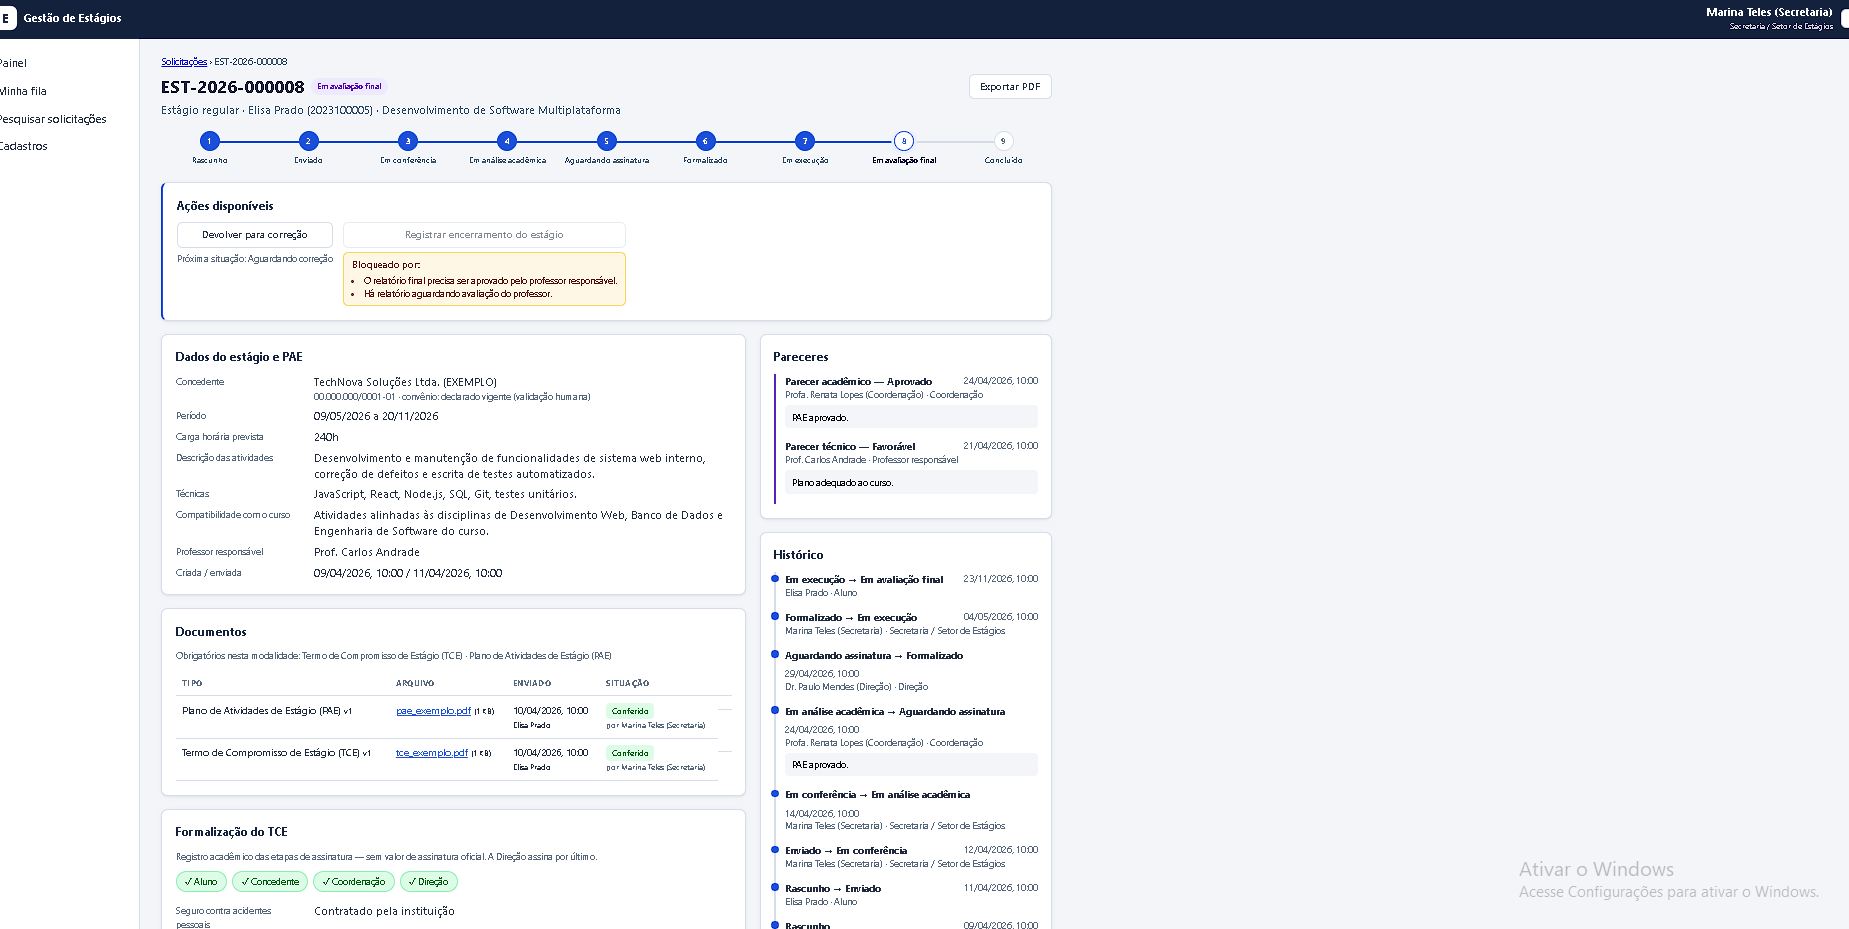 E Gestão de Estágios
Marina Teles (Secretaria)
Secretaria / Setor de Estágios
Painel
Minha fila
Pesquisar solicitações
Cadastros
Solicitações › EST-2026-000008
EST-2026-000008 Em avaliação final
Exportar PDF
Estágio regular · Elisa Prado (2023100005) · Desenvolvimento de Software Multiplataforma
1 2 3 4 5 6 7 8 9
Rascunho Enviado Em conferência Em análise acadêmica Aguardando assinatura Formalizado Em execução Em avaliação final Concluído
Ações disponíveis
Devolver para correção
Próxima situação: Aguardando correção
Registrar encerramento do estágio
Bloqueado por:
• O relatório final precisa ser aprovado pelo professor responsável.
• Há relatório aguardando avaliação do professor.
Dados do estágio e PAE
Concedente TechNova Soluções Ltda. (EXEMPLO)
00.000.000/0001-01 · convênio: declarado vigente (validação humana)
Período 09/05/2026 a 20/11/2026
Carga horária prevista 240h
Descrição das atividades Desenvolvimento e manutenção de funcionalidades de sistema web interno,
correção de defeitos e escrita de testes automatizados.
Técnicas JavaScript, React, Node.js, SQL, Git, testes unitários.
Compatibilidade com o curso Atividades alinhadas às disciplinas de Desenvolvimento Web, Banco de Dados e
Engenharia de Software do curso.
Professor responsável Prof. Carlos Andrade
Criada / enviada 09/04/2026, 10:00 / 11/04/2026, 10:00
Documentos
Obrigatórios nesta modalidade: Termo de Compromisso de Estágio (TCE) · Plano de Atividades de Estágio (PAE)
TIPO ARQUIVO ENVIADO SITUAÇÃO
Plano de Atividades de Estágio (PAE) v1 pae_exemplo.pdf (1 KB) 10/04/2026, 10:00 Conferido
Elisa Prado por Marina Teles (Secretaria)
Termo de Compromisso de Estágio (TCE) v1 tce_exemplo.pdf (1 KB) 10/04/2026, 10:00 Conferido
Elisa Prado por Marina Teles (Secretaria)
Formalização do TCE
Registro acadêmico das etapas de assinatura — sem valor de assinatura oficial. A Direção assina por último.
✓ Aluno ✓ Concedente ✓ Coordenação ✓ Direção
Seguro contra acidentes Contratado pela instituição
pessoais
Pareceres
Parecer acadêmico — Aprovado 24/04/2026, 10:00
Profa. Renata Lopes (Coordenação) · Coordenação
PAE aprovado.
Parecer técnico — Favorável 21/04/2026, 10:00
Prof. Carlos Andrade · Professor responsável
Plano adequado ao curso.
Histórico
Em execução → Em avaliação final 23/11/2026, 10:00
Elisa Prado · Aluno
Formalizado → Em execução 04/05/2026, 10:00
Marina Teles (Secretaria) · Secretaria / Setor de Estágios
Aguardando assinatura → Formalizado
29/04/2026, 10:00
Dr. Paulo Mendes (Direção) · Direção
Em análise acadêmica → Aguardando assinatura
24/04/2026, 10:00
Profa. Renata Lopes (Coordenação) · Coordenação
PAE aprovado.
Em conferência → Em análise acadêmica
14/04/2026, 10:00
Marina Teles (Secretaria) · Secretaria / Setor de Estágios
Enviado → Em conferência 12/04/2026, 10:00
Marina Teles (Secretaria) · Secretaria / Setor de Estágios
Rascunho → Enviado 11/04/2026, 10:00
Elisa Prado · Aluno
Rascunho 09/04/2026, 10:00
Ativar o Windows
Acesse Configurações para ativar o Windows.